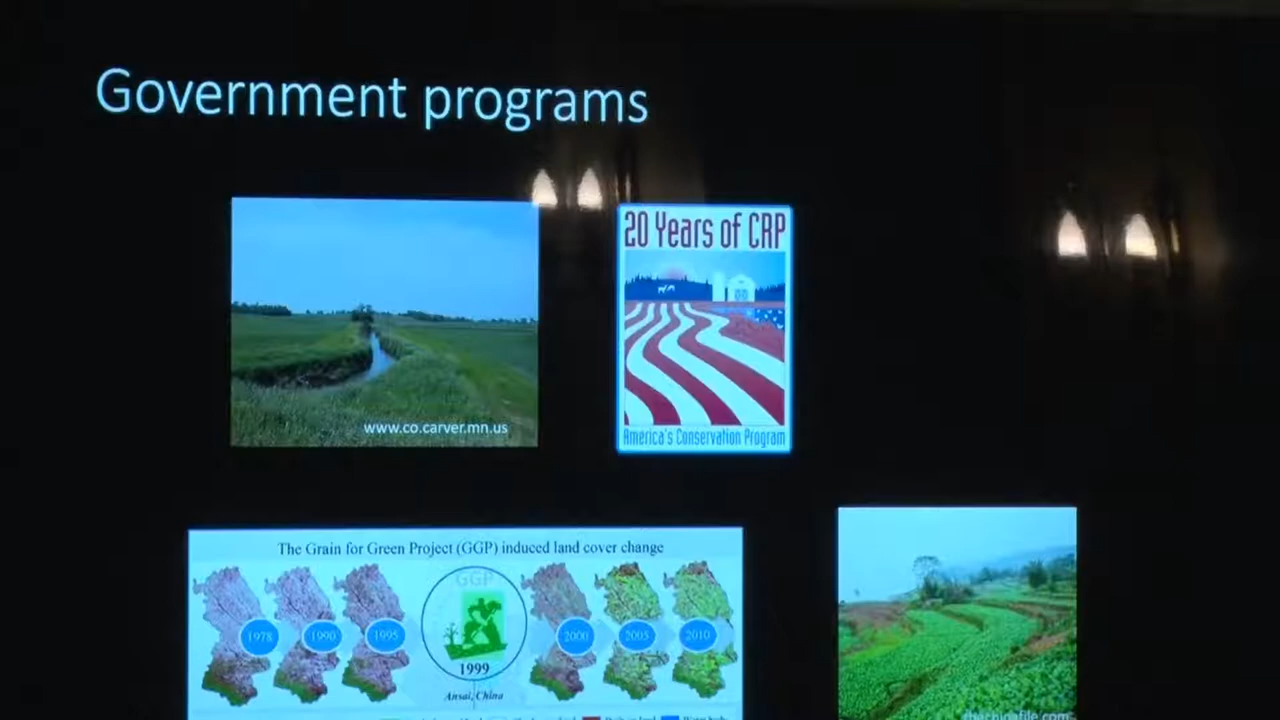 Government programs
20 Years of CRP
www.co.carver.mn.us
America's Conservation Program
The Grain for Green Project (GGP) induced land cover change
GGP
1978
1990
1995
2000
2005
2010
1999
Ansai, China